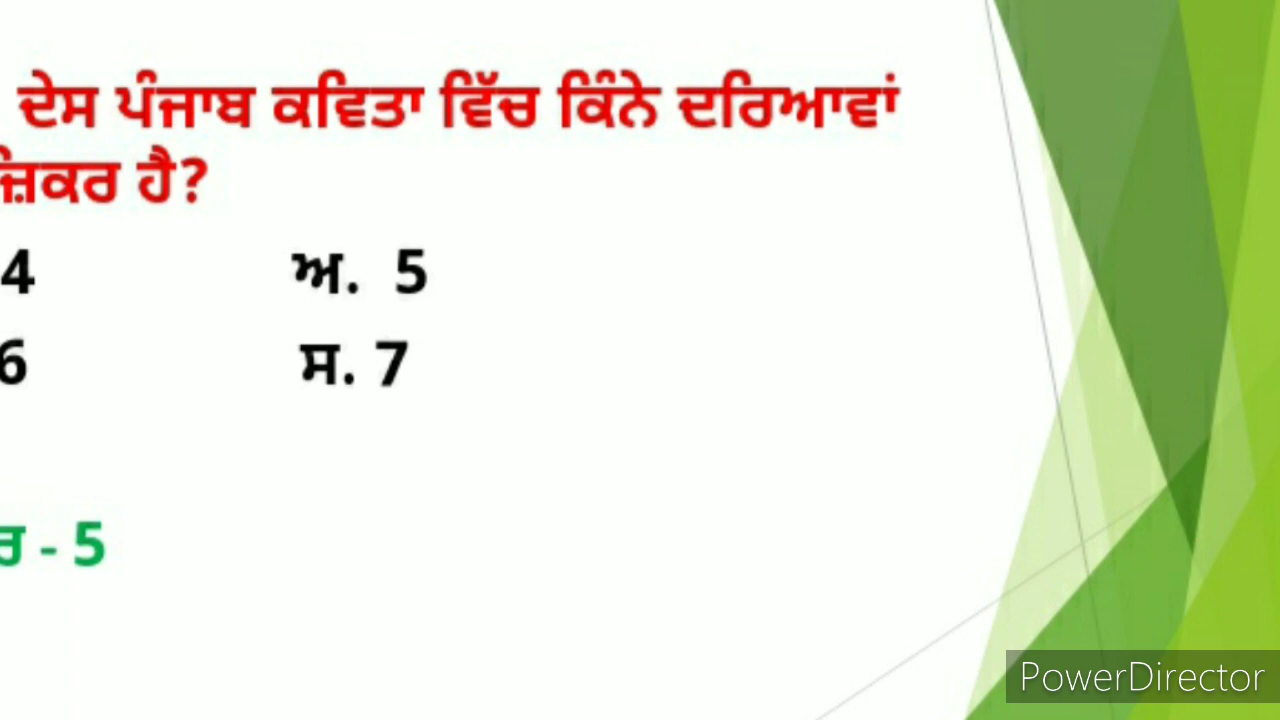 ਦੇਸ ਪੰਜਾਬ ਕਵਿਤਾ ਵਿੱਚ ਕਿੰਨੇ ਦਰਿਆਵਾਂ
ਜ਼ਿਕਰ ਹੈ?
4 ਅ. 5
6 ਸ. 7
ਰ - 5
PowerDirector